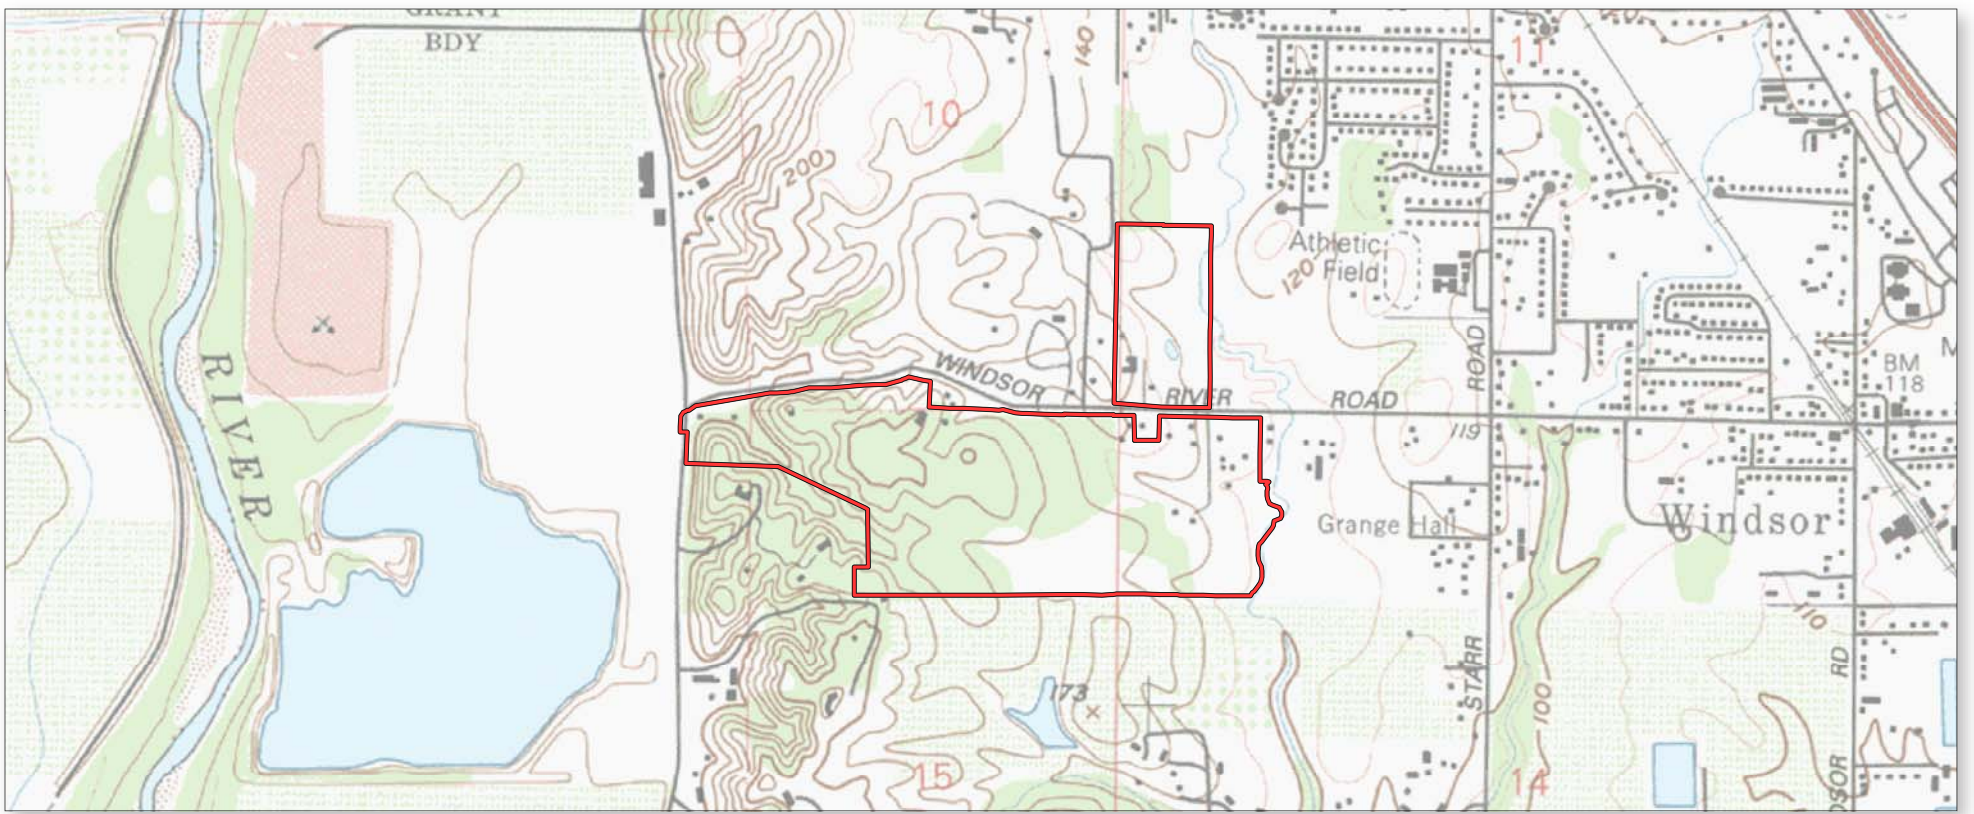 GRANT
BDY
140
11
10
200
Athletic
Field
120
ROAD
BM
118
WINDSOR
RIVER
ROAD
119
RIVER
Grange Hall
Windsor
110
STARR
RD
173
100
15
14